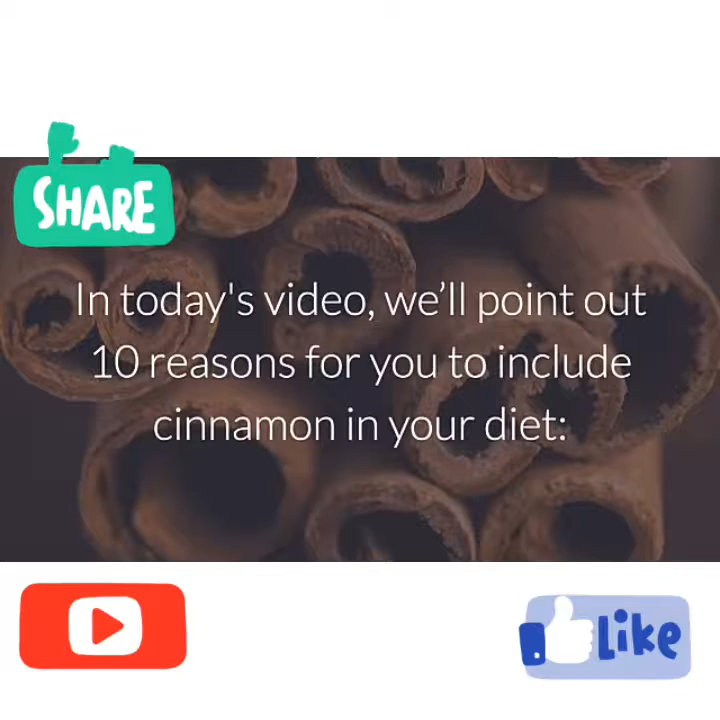 SHARE
In today's video, we’ll point out
10 reasons for you to include
cinnamon in your diet:
Like